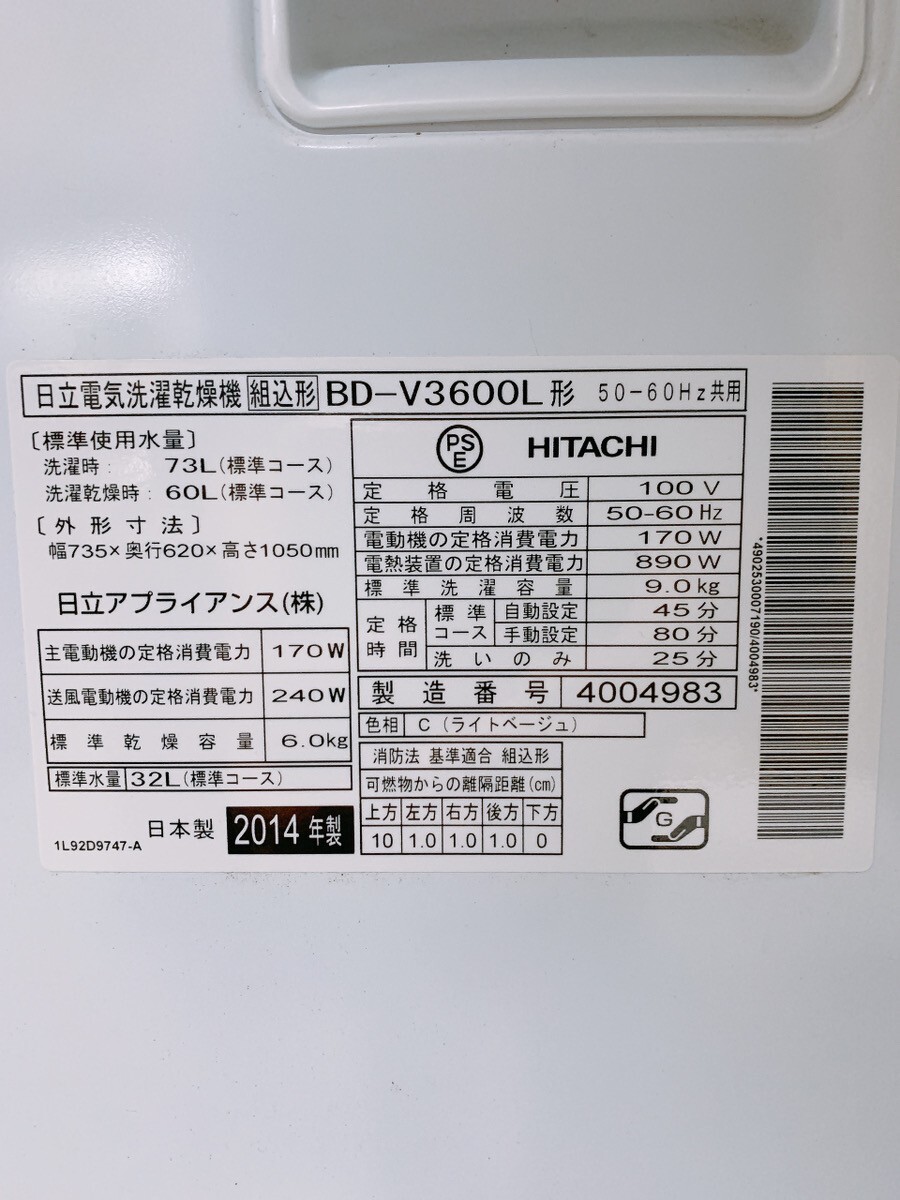 日立電気洗濯乾燥機 組込形 BD-V3600L形 50-60Hz共用
〔標準使用水量〕
洗濯時： 73L(標準コース)
洗濯乾燥時：60L(標準コース)
〔外形寸法〕
幅735×奥行620×高さ1050mm
日立アプライアンス(株)
主電動機の定格消費電力 170W
送風電動機の定格消費電力 240W
標準乾燥容量 6.0kg
標準水量 32L(標準コース)
日本製 2014年製
1L92D9747-A
PSE HITACHI
定格電圧 100V
定格周波数 50-60Hz
電動機の定格消費電力 170W
電熱装置の定格消費電力 890W
標準洗濯容量 9.0kg
定格時間 標準コース 自動設定 45分
手動設定 80分
洗いのみ 25分
製造番号 4004983
色相 C（ライトベージュ）
消防法 基準適合 組込形
可燃物からの離隔距離(cm)
上方 左方 右方 後方 下方
10 1.0 1.0 1.0 0
G
*4902530007190/4004983*